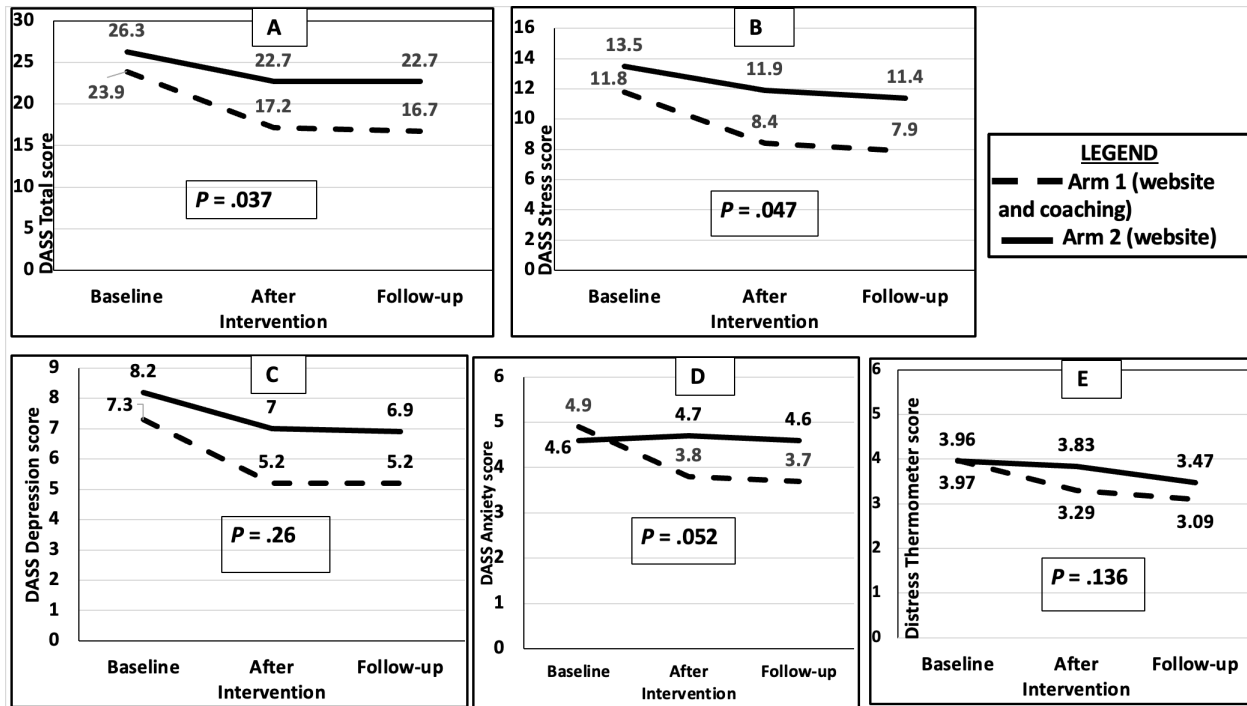 A
30
25
20
15
10
5
0
DASS Total score
26.3
22.7
22.7
23.9
17.2
16.7
P = .037
Baseline
After
Intervention
Follow-up
B
16
14
12
10
8
6
4
2
0
DASS Stress score
13.5
11.9
11.4
11.8
8.4
7.9
P = .047
Baseline
After
Intervention
Follow-up
LEGEND
Arm 1 (website
and coaching)
Arm 2 (website)
C
9
8
7
6
5
4
3
2
1
0
DASS Depression score
8.2
7
6.9
7.3
5.2
5.2
P = .26
Baseline
After
Intervention
Follow-up
D
6
5
4
3
2
1
0
DASS Anxiety score
4.9
4.7
4.6
4.6
3.8
3.7
P = .052
Baseline
After
Intervention
Follow-up
E
6
5
4
3
2
1
0
Distress Thermometer score
3.96
3.83
3.47
3.97
3.29
3.09
P = .136
Baseline
After
Intervention
Follow-up